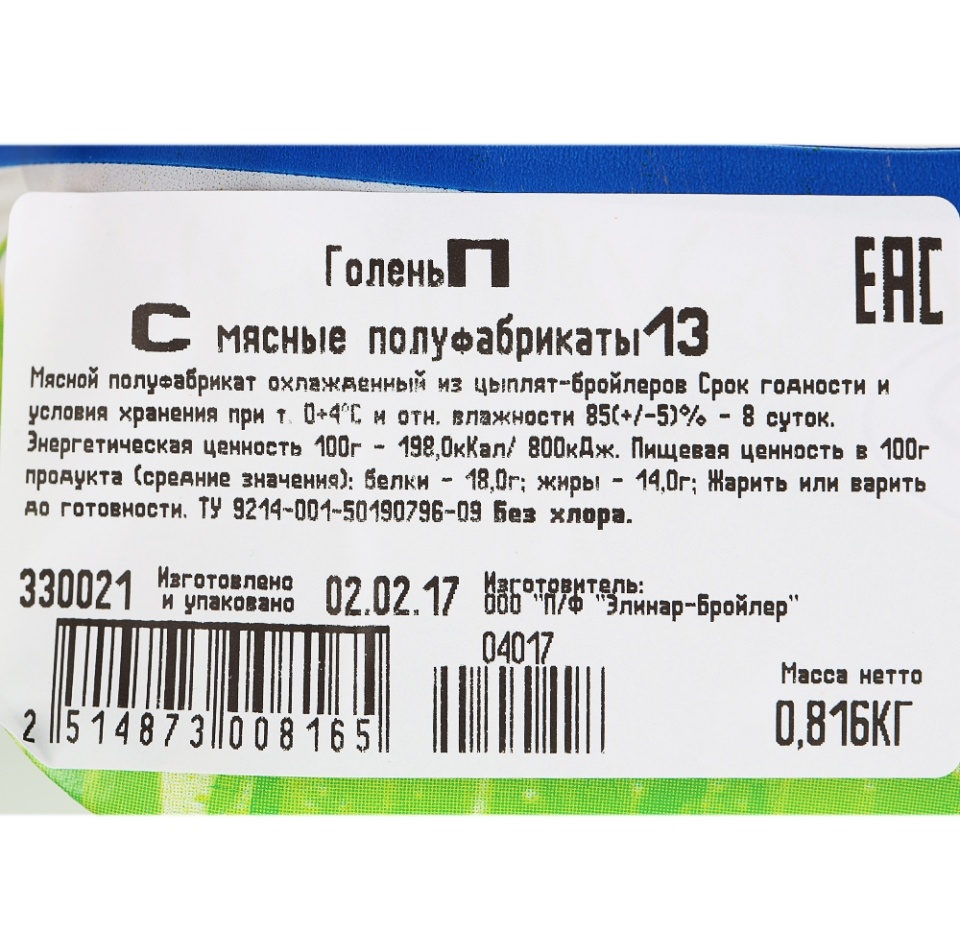 ГоленьП
EAC
С мясные полуфабрикаты13
Мясной полуфабрикат охлажденный из цыплят-бройлеров Срок годности и
условия хранения при т. 0+4°С и отн. влажности 85(+/-5)% - 8 суток.
Энергетическая ценность 100г - 198,0кКал/ 800кДж. Пищевая ценность в 100г
продукта (средние значения): белки - 18,0г; жиры - 14,0г; Жарить или варить
до готовности. ТУ 9214-001-50190796-09 Без хлора.
330021 Изготовлено и упаковано 02.02.17
Изготовитель:
ООО "П/Ф "Элинар-Бройлер"
04017
Масса нетто
0,816КГ
2 514873 008165